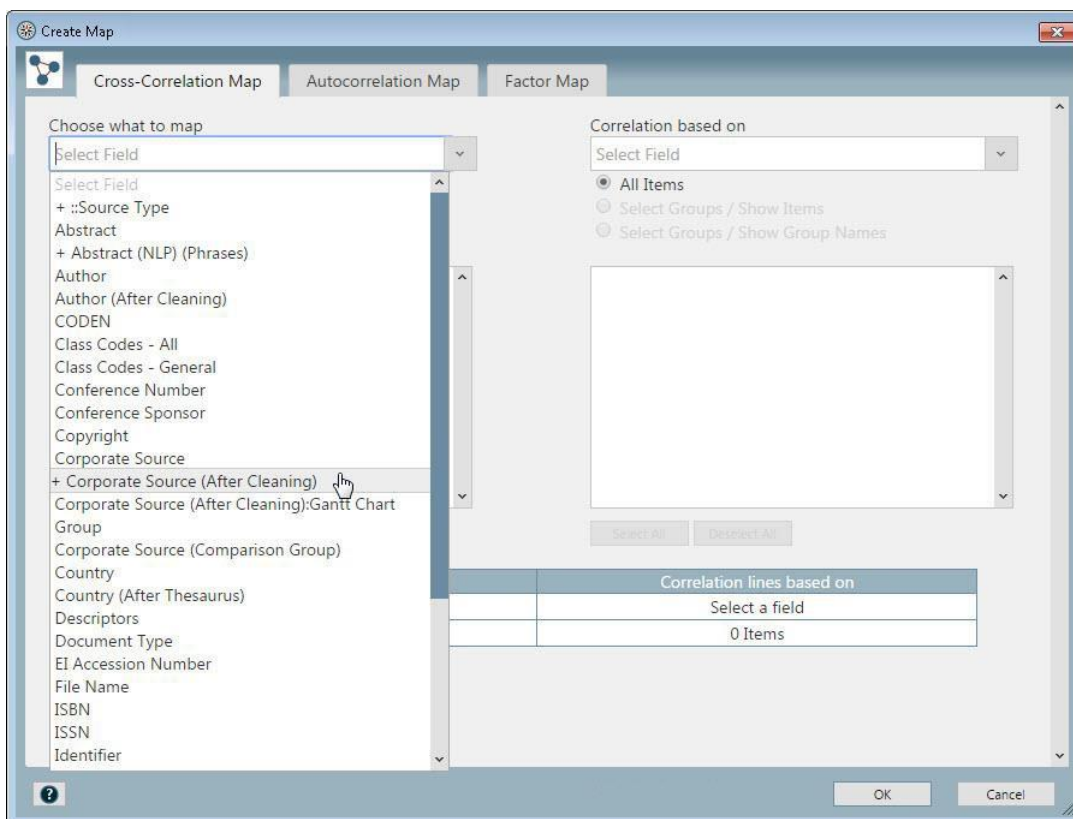 Create Map
Cross-Correlation Map
Autocorrelation Map
Factor Map
Choose what to map
Select Field
Select Field
+ ::Source Type
Abstract
+ Abstract (NLP) (Phrases)
Author
Author (After Cleaning)
CODEN
Class Codes - All
Class Codes - General
Conference Number
Conference Sponsor
Copyright
Corporate Source
+ Corporate Source (After Cleaning)
Corporate Source (After Cleaning):Gantt Chart
Group
Corporate Source (Comparison Group)
Country
Country (After Thesaurus)
Descriptors
Document Type
EI Accession Number
File Name
ISBN
ISSN
Identifier
Correlation based on
Select Field
All Items
Select Groups / Show Items
Select Groups / Show Group Names
Select All
Deselect All
Correlation lines based on
Select a field
0 Items
?
OK
Cancel